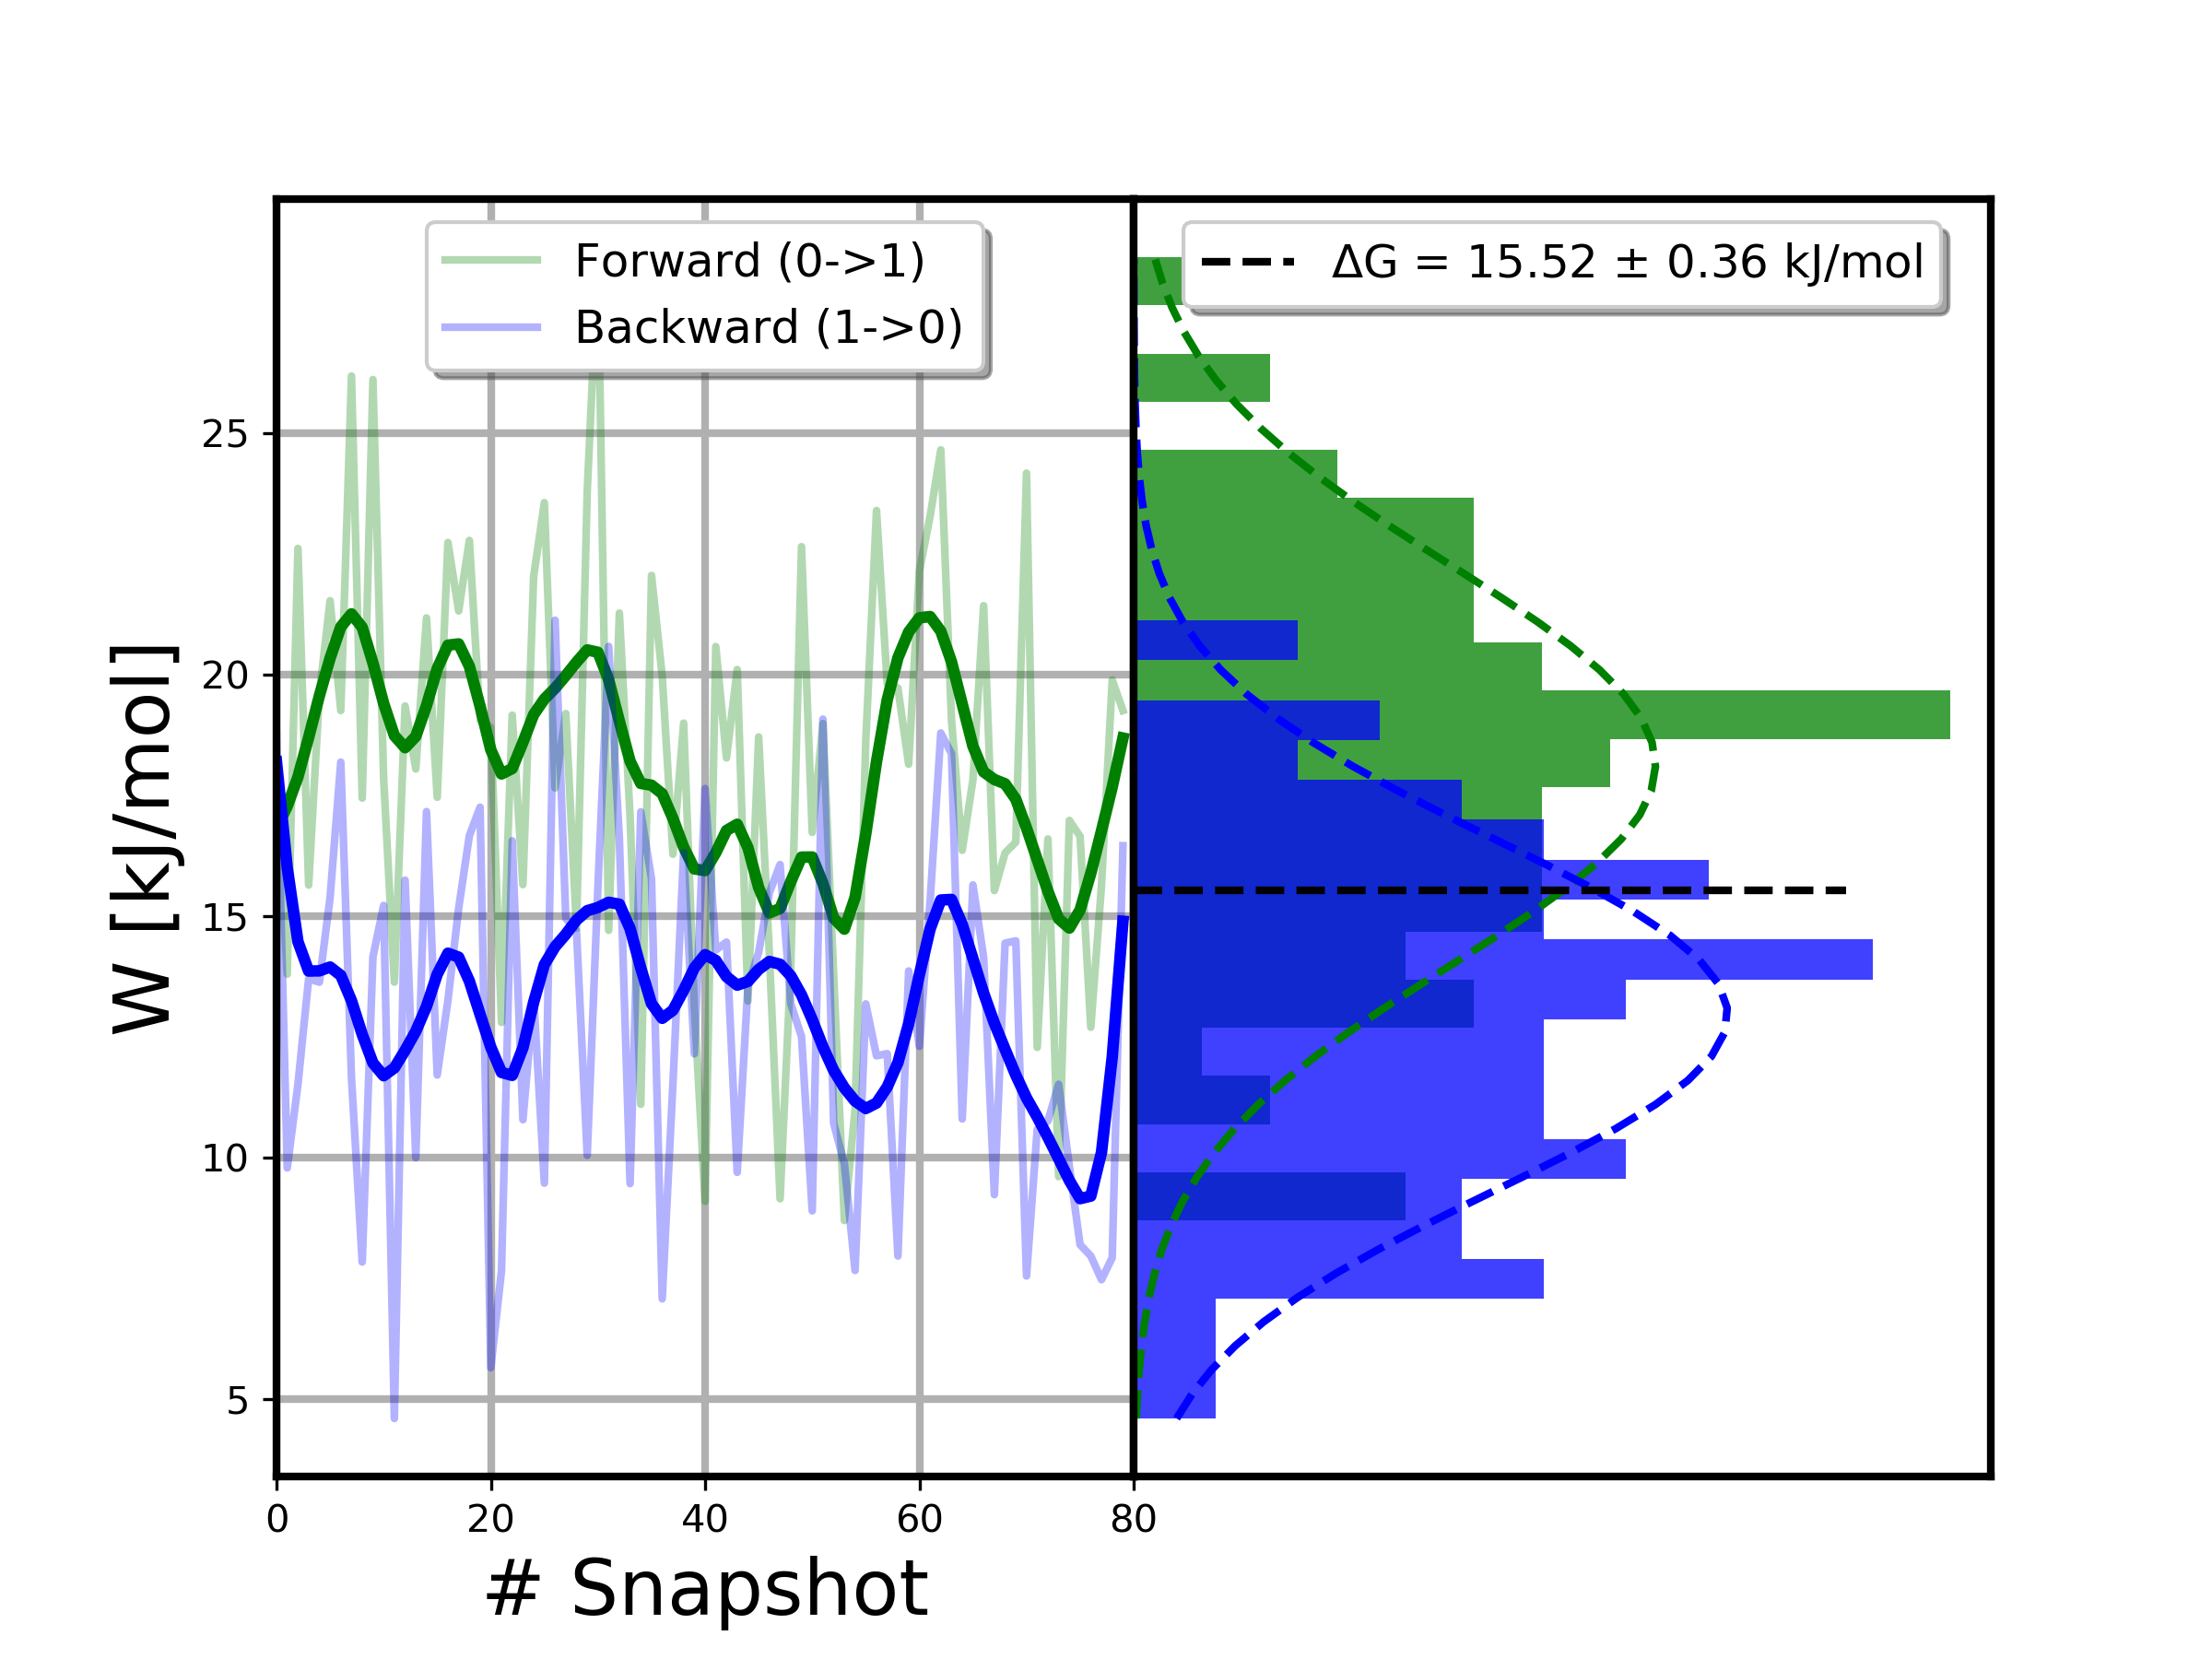 Forward (0->1)
Backward (1->0)
ΔG = 15.52 ± 0.36 kJ/mol
W [kJ/mol]
25
20
15
10
5
0 20 40 60 80
# Snapshot